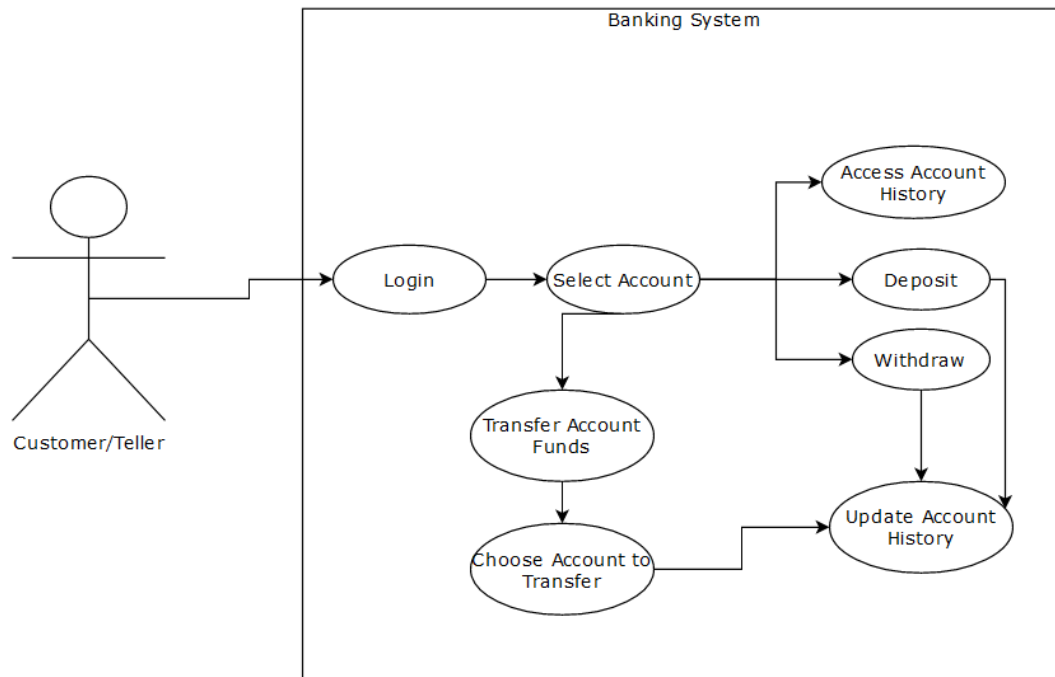 Banking System
Access Account
History
Login
Select Account
Deposit
Withdraw
Customer/Teller
Transfer Account
Funds
Update Account
History
Choose Account to
Transfer